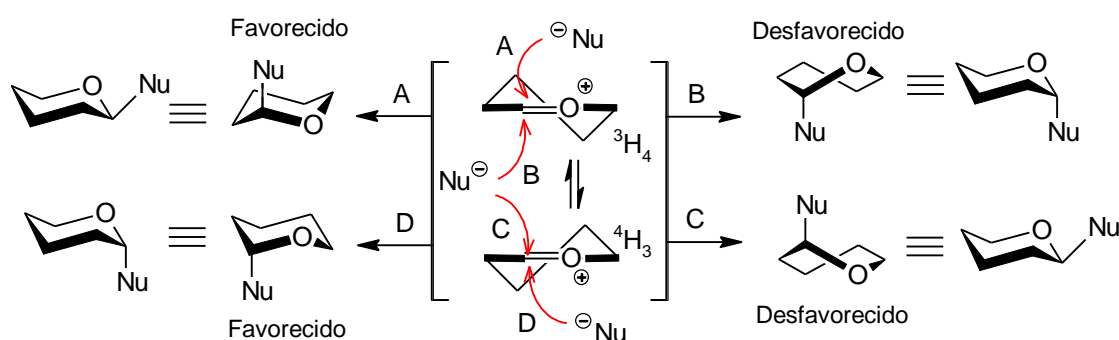 Favorecido
Desfavorecido
A
⊖Nu
O
Nu
Nu
O
A
O
⊕
³H₄
B
O
Nu
O
Nu
Nu⊖
B
O
Nu
O
Nu
D
C
O
⊕
⁴H₃
C
Nu
O
O
Nu
D
⊖Nu
Favorecido
Desfavorecido